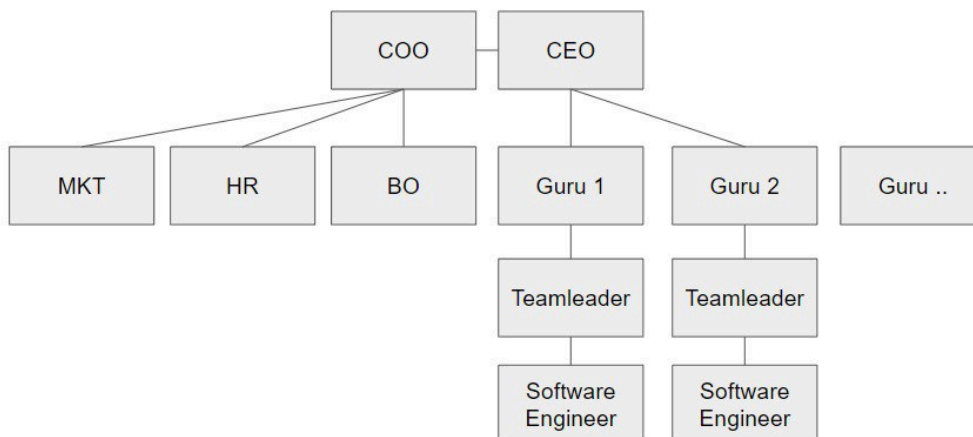 COO
CEO
MKT
HR
BO
Guru 1
Guru 2
Guru ..
Teamleader
Teamleader
Software
Engineer
Software
Engineer